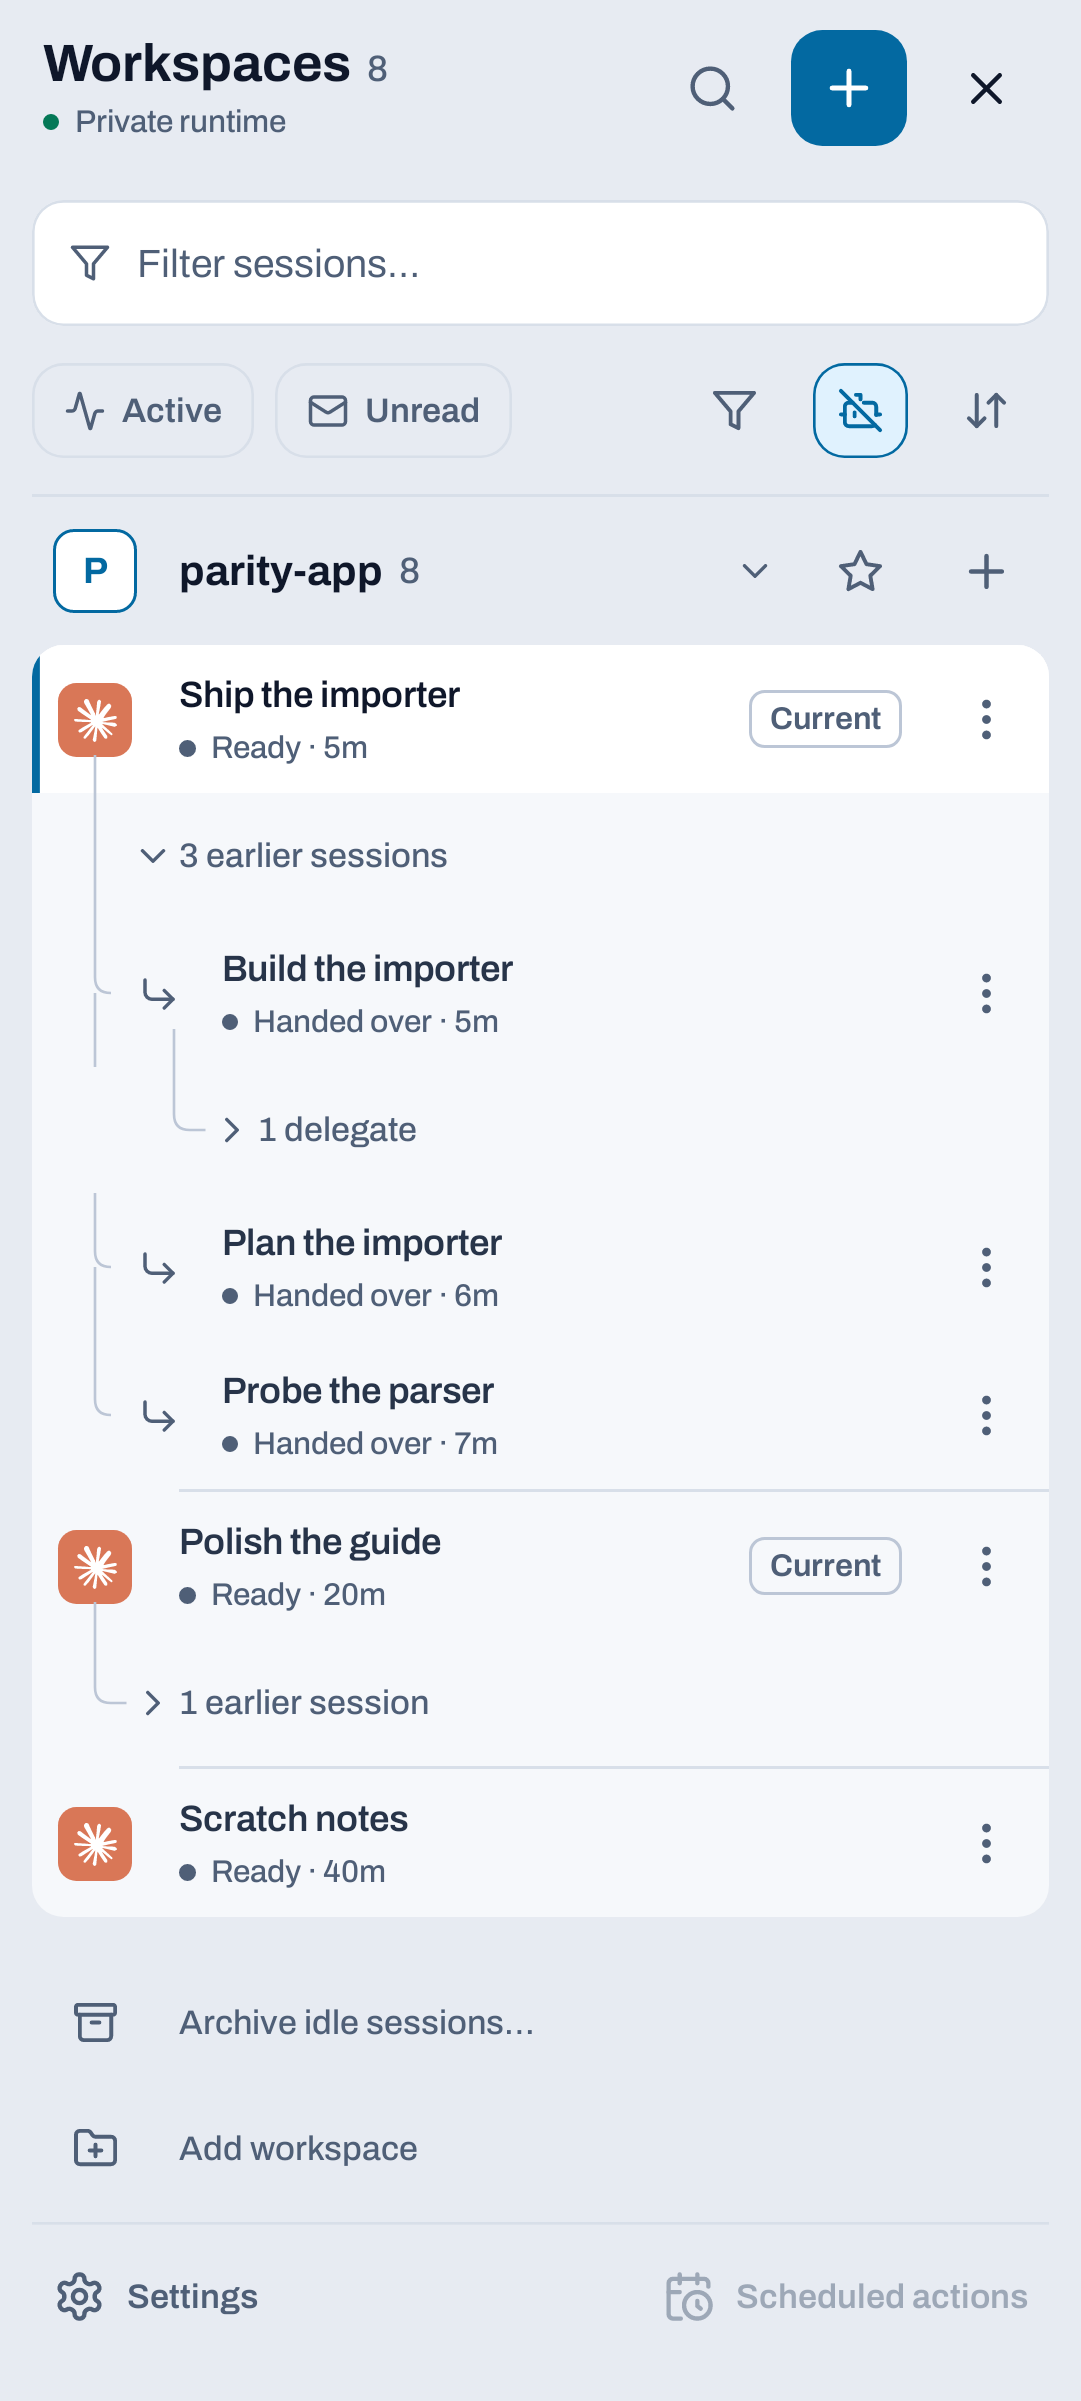 Workspaces 8
Private runtime
Filter sessions...
Active
Unread
P
parity-app 8
Ship the importer
Ready · 5m
Current
3 earlier sessions
Build the importer
Handed over · 5m
1 delegate
Plan the importer
Handed over · 6m
Probe the parser
Handed over · 7m
Polish the guide
Ready · 20m
Current
1 earlier session
Scratch notes
Ready · 40m
Archive idle sessions...
Add workspace
Settings
Scheduled actions